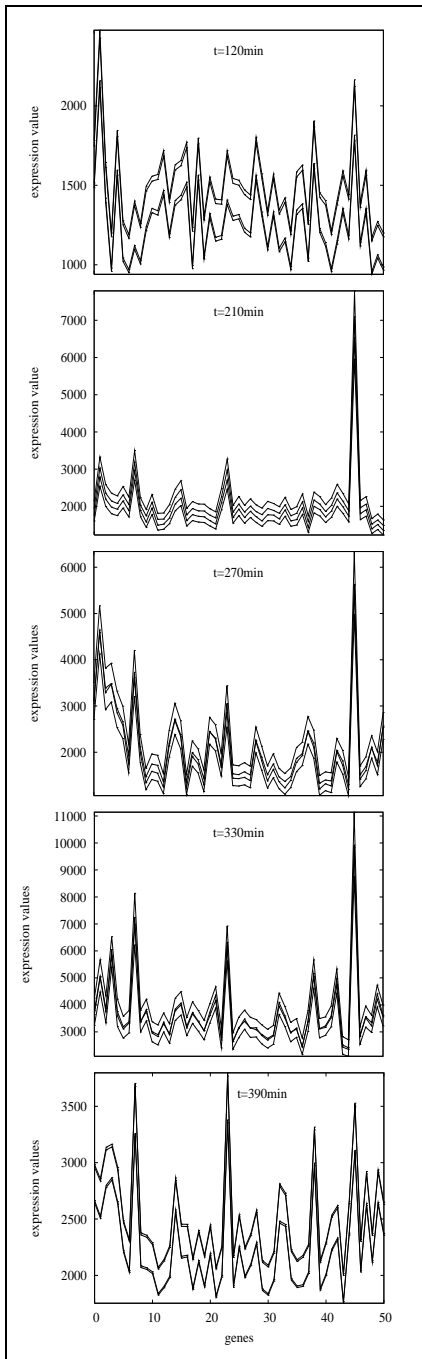 t=120min
2000
1500
1000
expression value
t=210min
7000
6000
5000
4000
3000
2000
expression value
t=270min
6000
5000
4000
3000
2000
expression values
t=330min
11000
10000
9000
8000
7000
6000
5000
4000
3000
expression values
t=390min
3500
3000
2500
2000
expression values
0 10 20 30 40 50
genes